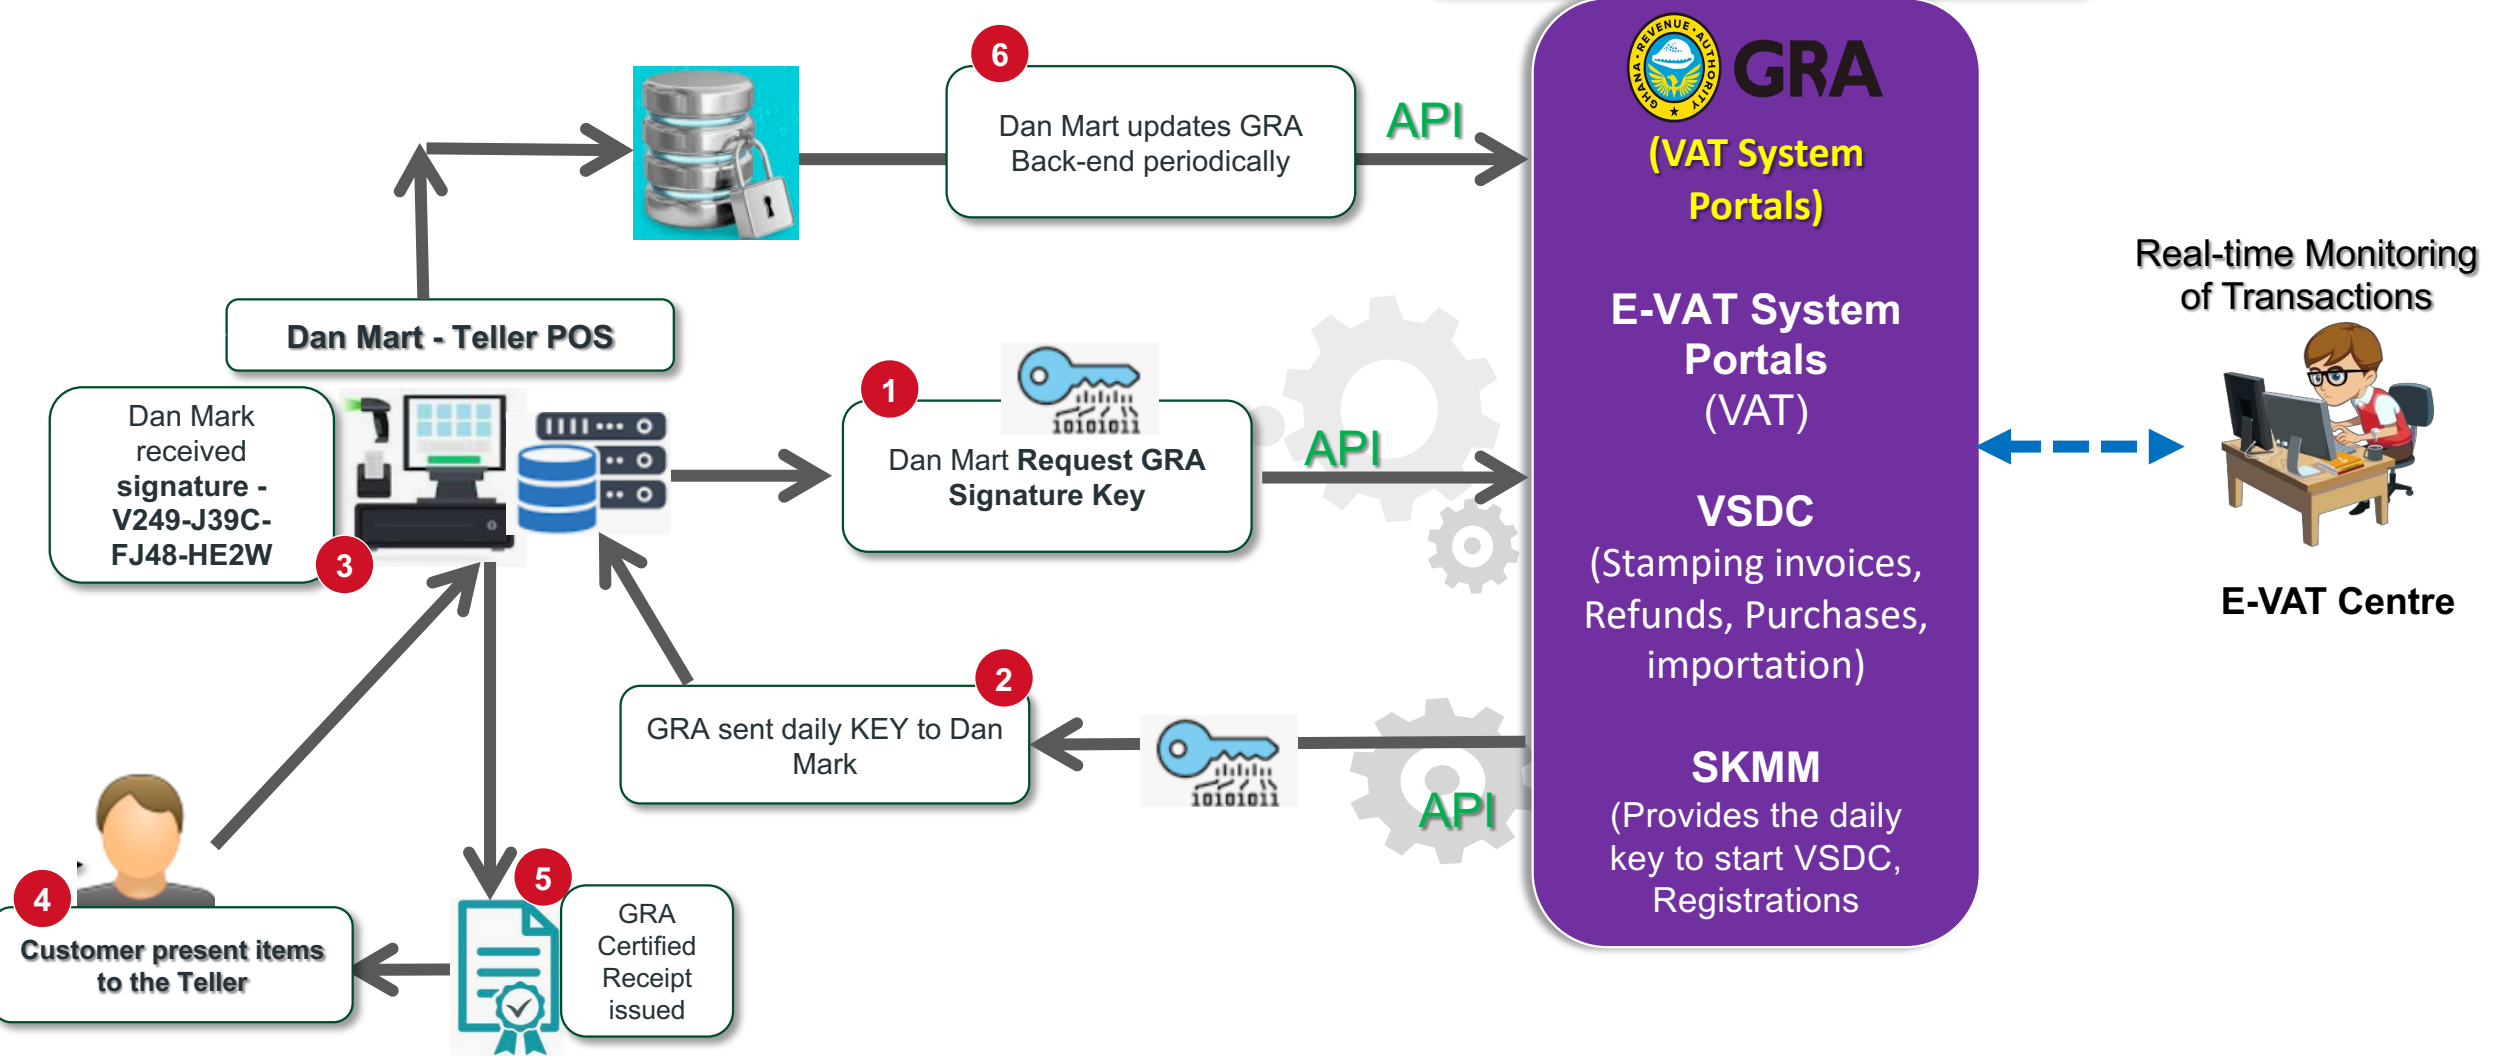 6
Dan Mart updates GRA
Back-end periodically
API
GHANA · REVENUE · AUTHORITY
GRA
(VAT System
Portals)
E-VAT System
Portals
(VAT)
VSDC
(Stamping invoices,
Refunds, Purchases,
importation)
SKMM
(Provides the daily
key to start VSDC,
Registrations
Real-time Monitoring
of Transactions
E-VAT Centre
Dan Mart - Teller POS
Dan Mark
received
signature -
V249-J39C-
FJ48-HE2W
3
1
10101011
Dan Mart Request GRA
Signature Key
API
2
GRA sent daily KEY to Dan
Mark
10101011
API
4
Customer present items
to the Teller
5
GRA
Certified
Receipt
issued